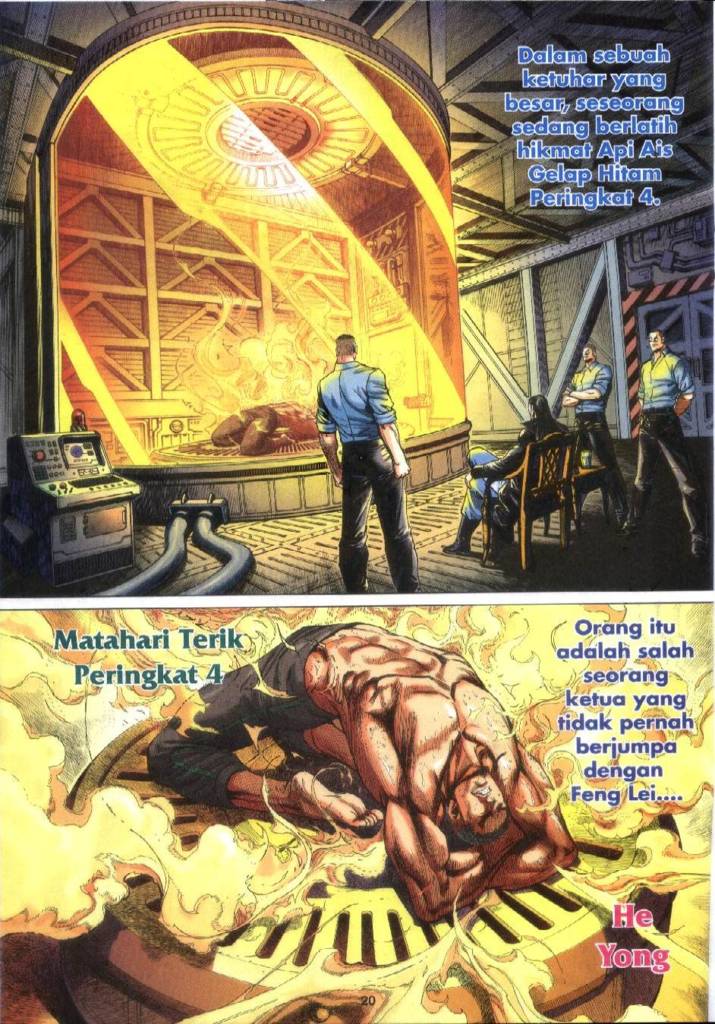 Dalam sebuah
ketuhar yang
besar, seseorang
sedang berlatih
hikmat Api Ais
Gelap Hitam
Peringkat 4.
Matahari Terik
Peringkat 4
Orang itu
adalah salah
seorang
ketua yang
tidak pernah
berjumpa
dengan
Feng Lei....
He
Yong
20